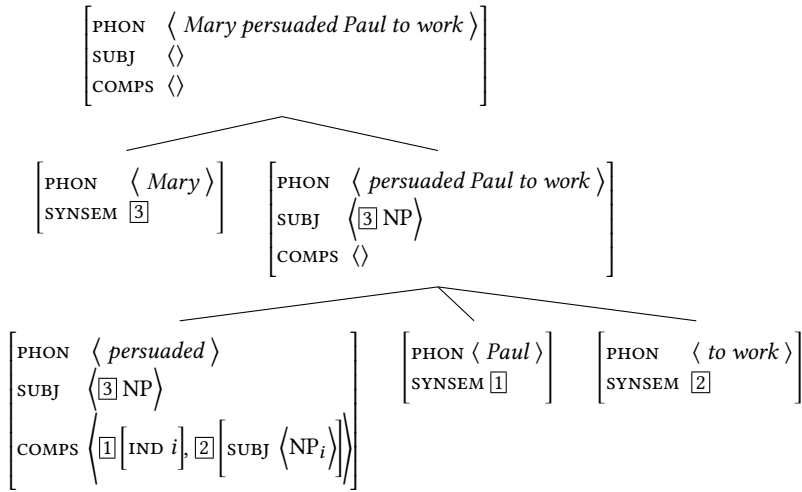 PHON ⟨ Mary persuaded Paul to work ⟩
SUBJ ⟨⟩
COMPS ⟨⟩
PHON ⟨ Mary ⟩
SYNSEM 3
PHON ⟨ persuaded Paul to work ⟩
SUBJ ⟨ 3 NP ⟩
COMPS ⟨⟩
PHON ⟨ persuaded ⟩
SUBJ ⟨ 3 NP ⟩
COMPS ⟨ 1 [IND i], 2 [SUBJ ⟨NPi⟩] ⟩
PHON ⟨ Paul ⟩
SYNSEM 1
PHON ⟨ to work ⟩
SYNSEM 2